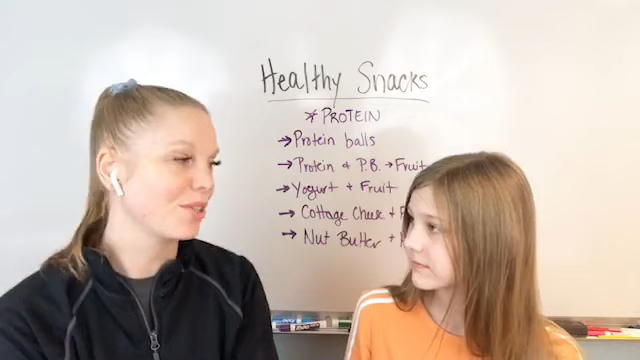 Healthy Snacks
* PROTEIN
→ Protein balls
→ Protein & P.B. → Fruit
→ Yogurt + Fruit
→ Cottage Cheese +
→ Nut Butter +